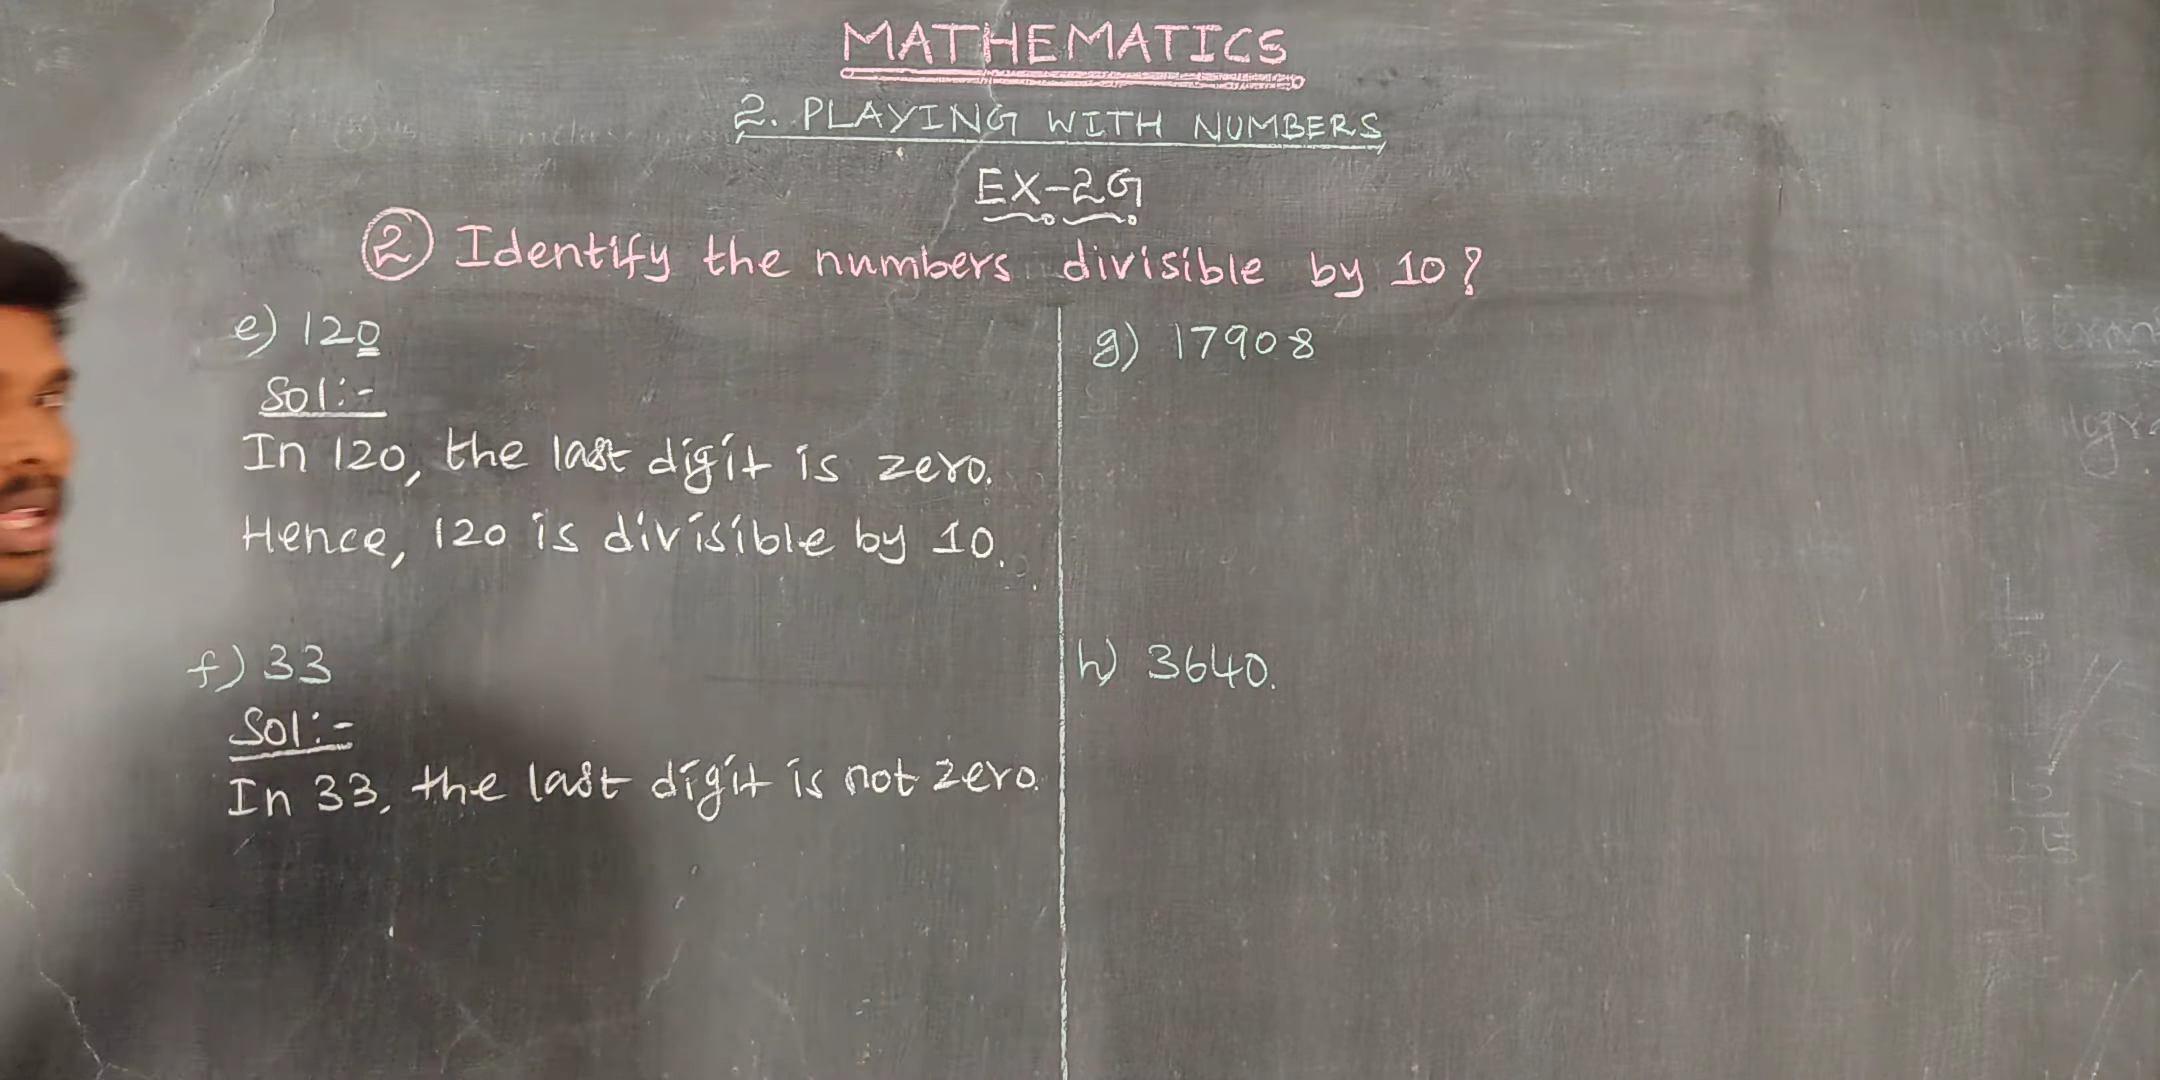 MATHEMATICS
2. PLAYING WITH NUMBERS
EX-2G
② Identify the numbers divisible by 10?
e) 120
Sol:-
In 120, the last digit is zero.
Hence, 120 is divisible by 10.
f) 33
Sol:-
In 33, the last digit is not zero.
g) 17908
h) 3640.